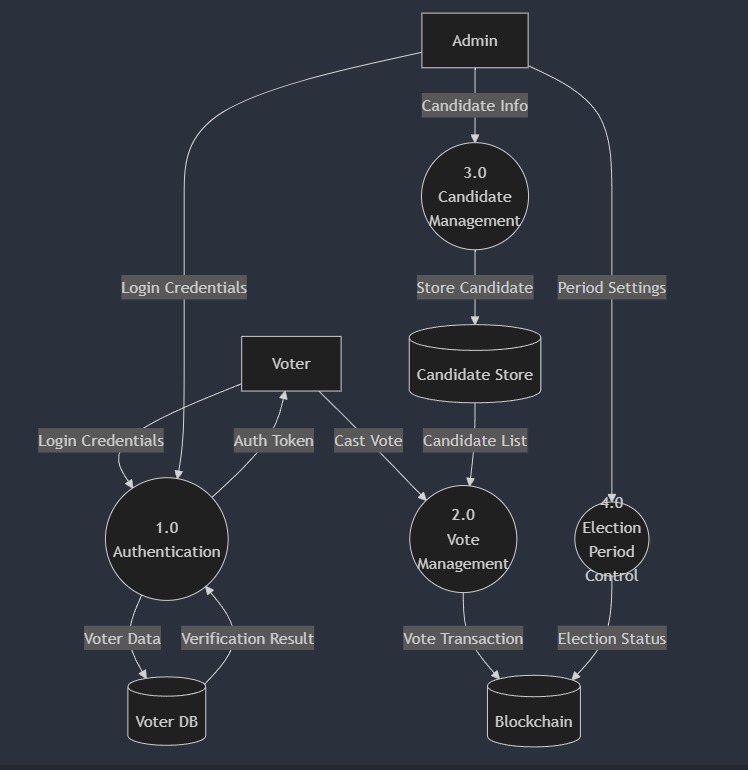 Admin
Candidate Info
3.0
Candidate
Management
Login Credentials
Store Candidate
Period Settings
Voter
Candidate Store
Login Credentials
Auth Token
Cast Vote
Candidate List
1.0
Authentication
2.0
Vote
Management
4.0
Election
Period
Control
Voter Data
Verification Result
Vote Transaction
Election Status
Voter DB
Blockchain